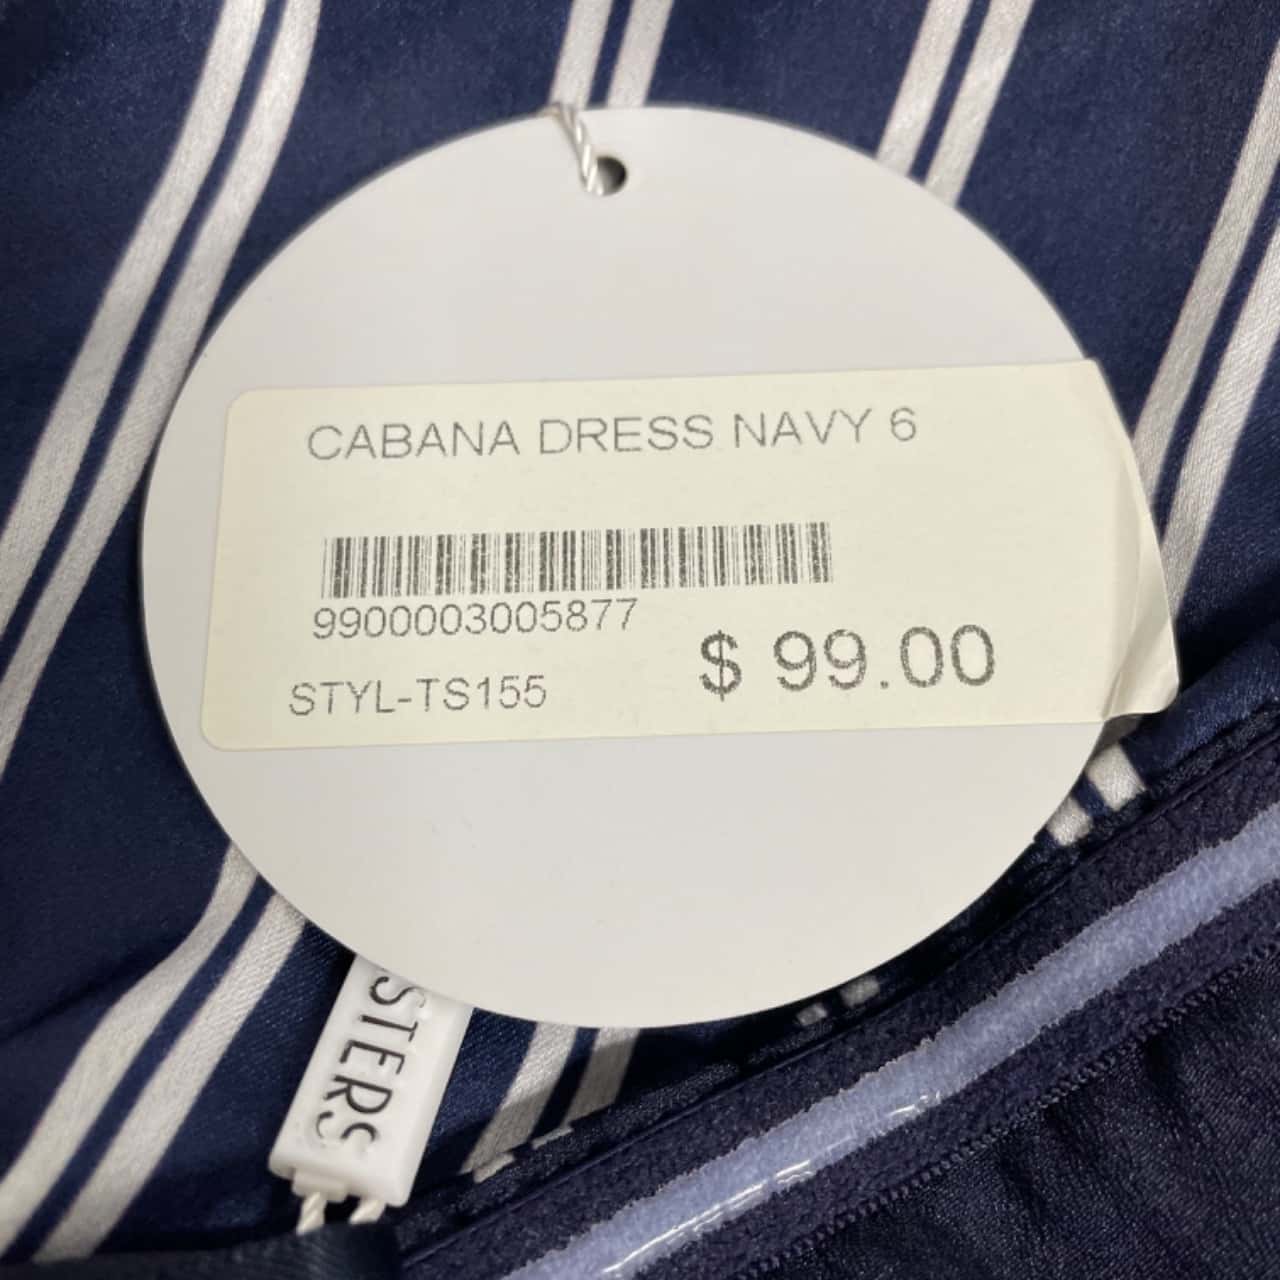 CABANA DRESS NAVY 6
9900003005877
STYL-TS155
$ 99.00
STERS